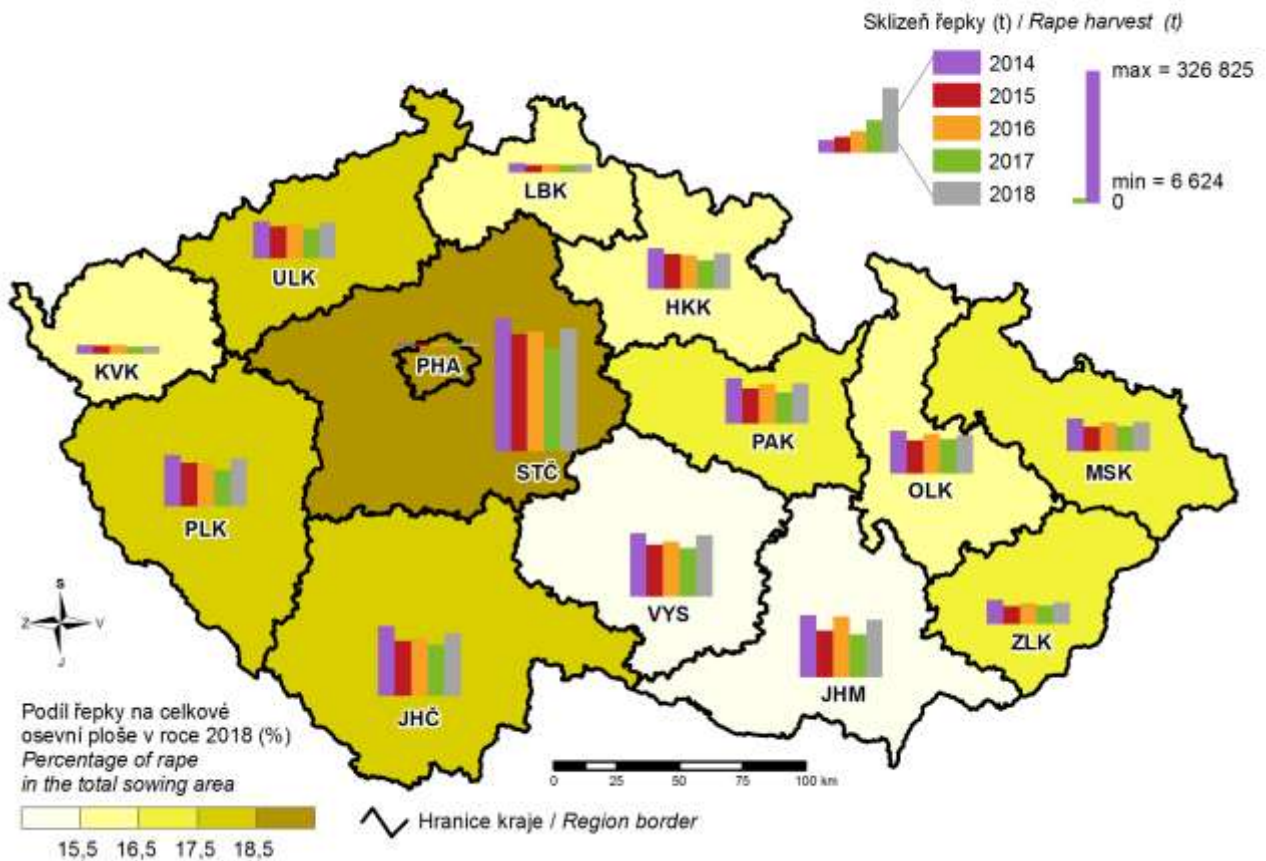 Sklizeň řepky (t) / Rape harvest (t)
2014
2015
2016
2017
2018
max = 326 825
min = 6 624
0
LBK
ULK
HKK
KVK
PHA
STČ
PAK
MSK
OLK
PLK
VYS
ZLK
JHM
JHČ
S
Z
V
J
Podíl řepky na celkové
osevní ploše v roce 2018 (%)
Percentage of rape
in the total sowing area
15,5 16,5 17,5 18,5
0 25 50 75 100 km
Hranice kraje / Region border